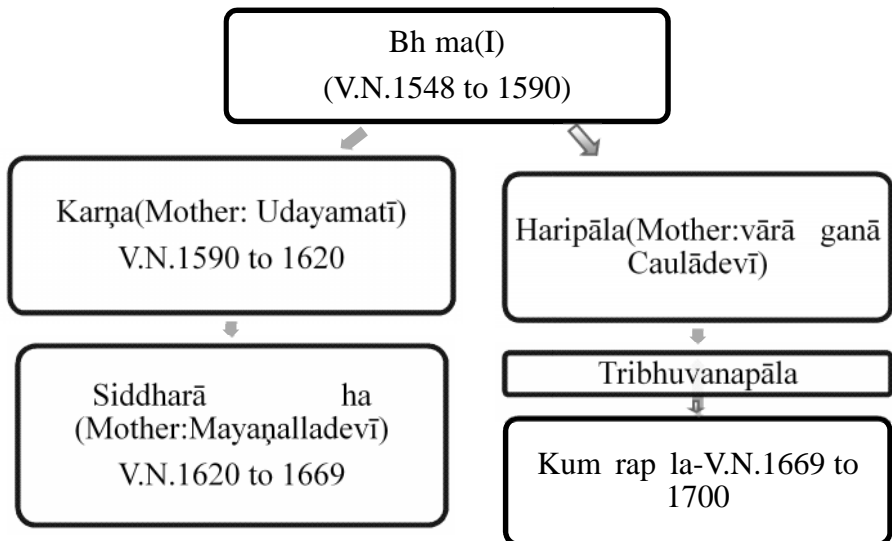 Bh ma(I)
(V.N.1548 to 1590)
Karṇa(Mother: Udayamatī)
V.N.1590 to 1620
Haripāla(Mother:vārā ganā
Caulādevī)
Siddharā ha
(Mother:Mayaṇalladevī)
V.N.1620 to 1669
Tribhuvanapāla
Kum rap la-V.N.1669 to
1700